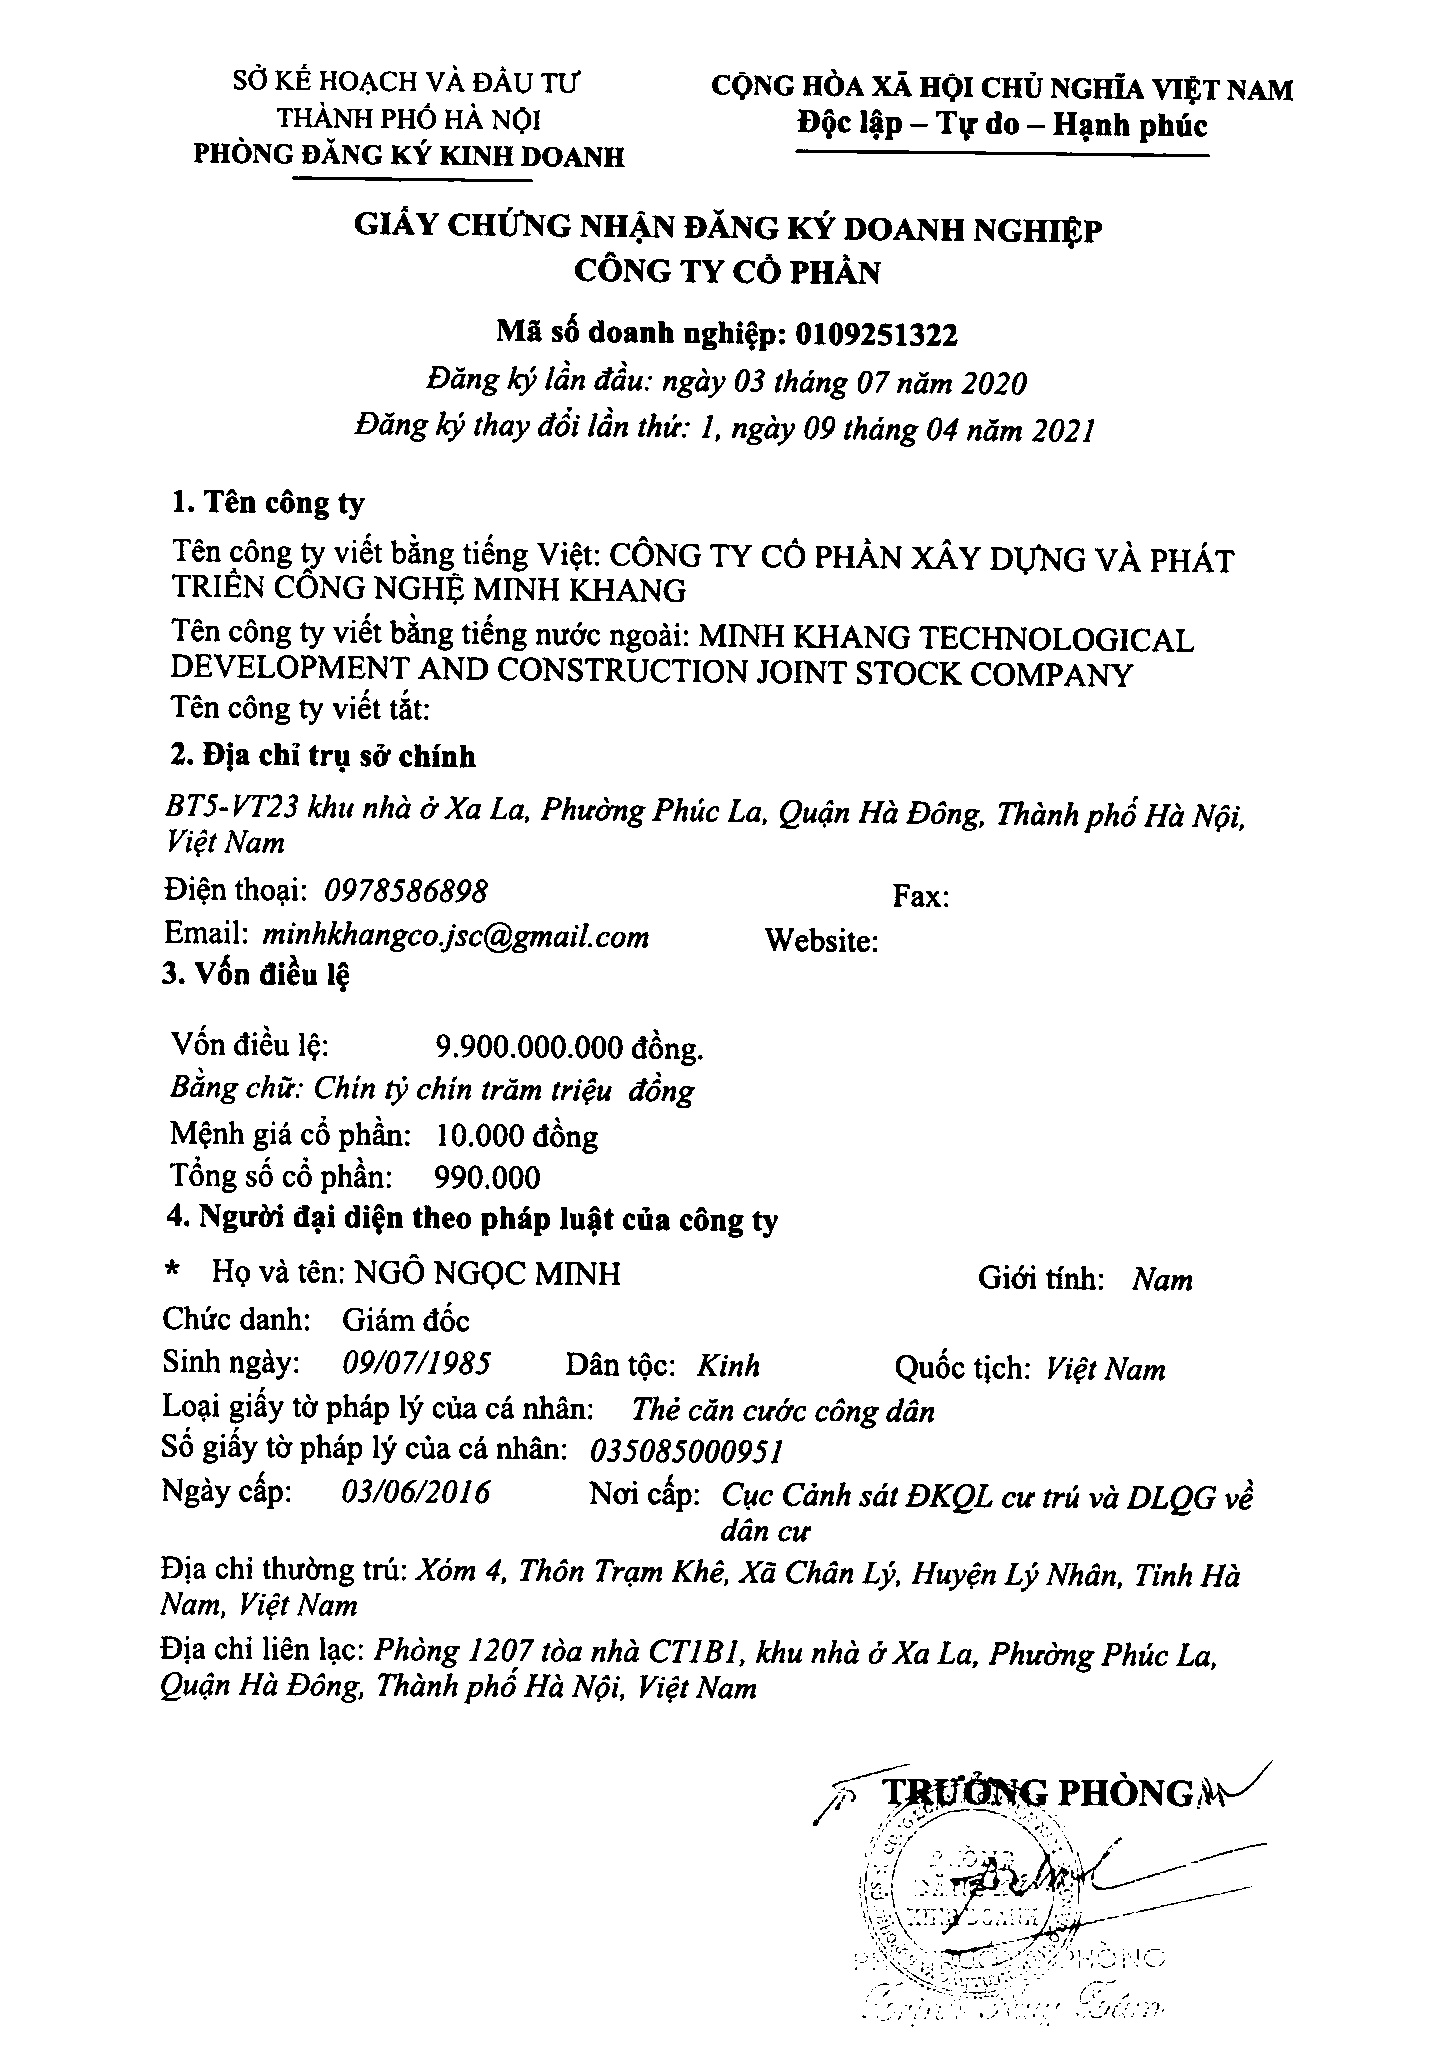 SỞ KẾ HOẠCH VÀ ĐẦU TƯ
THÀNH PHỐ HÀ NỘI
PHÒNG ĐĂNG KÝ KINH DOANH
CỘNG HÒA XÃ HỘI CHỦ NGHĨA VIỆT NAM
Độc lập – Tự do – Hạnh phúc
GIẤY CHỨNG NHẬN ĐĂNG KÝ DOANH NGHIỆP
CÔNG TY CỔ PHẦN
Mã số doanh nghiệp: 0109251322
Đăng ký lần đầu: ngày 03 tháng 07 năm 2020
Đăng ký thay đổi lần thứ: 1, ngày 09 tháng 04 năm 2021
1. Tên công ty
Tên công ty viết bằng tiếng Việt: CÔNG TY CỔ PHẦN XÂY DỰNG VÀ PHÁT
TRIỂN CÔNG NGHỆ MINH KHANG
Tên công ty viết bằng tiếng nước ngoài: MINH KHANG TECHNOLOGICAL
DEVELOPMENT AND CONSTRUCTION JOINT STOCK COMPANY
Tên công ty viết tắt:
2. Địa chỉ trụ sở chính
BT5-VT23 khu nhà ở Xa La, Phường Phúc La, Quận Hà Đông, Thành phố Hà Nội,
Việt Nam
Điện thoại: 0978586898 Fax:
Email: minhkhangco.jsc@gmail.com Website:
3. Vốn điều lệ
Vốn điều lệ: 9.900.000.000 đồng.
Bằng chữ: Chín tỷ chín trăm triệu đồng
Mệnh giá cổ phần: 10.000 đồng
Tổng số cổ phần: 990.000
4. Người đại diện theo pháp luật của công ty
* Họ và tên: NGÔ NGỌC MINH Giới tính: Nam
Chức danh: Giám đốc
Sinh ngày: 09/07/1985 Dân tộc: Kinh Quốc tịch: Việt Nam
Loại giấy tờ pháp lý của cá nhân: Thẻ căn cước công dân
Số giấy tờ pháp lý của cá nhân: 035085000951
Ngày cấp: 03/06/2016 Nơi cấp: Cục Cảnh sát ĐKQL cư trú và DLQG về
dân cư
Địa chỉ thường trú: Xóm 4, Thôn Trạm Khê, Xã Chân Lý, Huyện Lý Nhân, Tỉnh Hà
Nam, Việt Nam
Địa chỉ liên lạc: Phòng 1207 tòa nhà CT1B1, khu nhà ở Xa La, Phường Phúc La,
Quận Hà Đông, Thành phố Hà Nội, Việt Nam
TRƯỞNG PHÒNG
PHÒNG
ĐĂNG KÝ
KINH DOANH